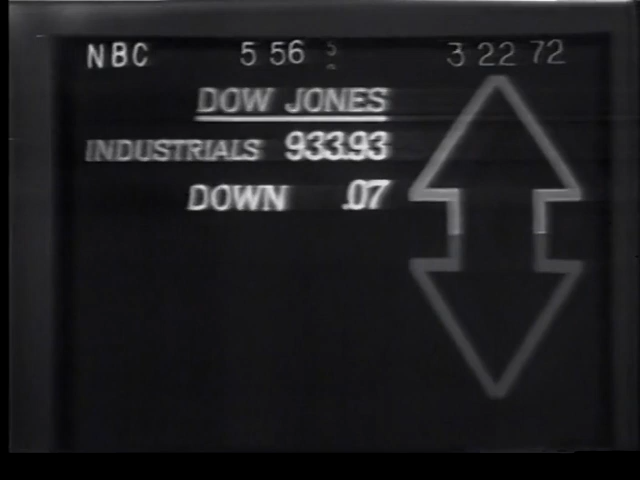 NBC 5 56 3 22 72
DOW JONES
INDUSTRIALS 933.93
DOWN .07